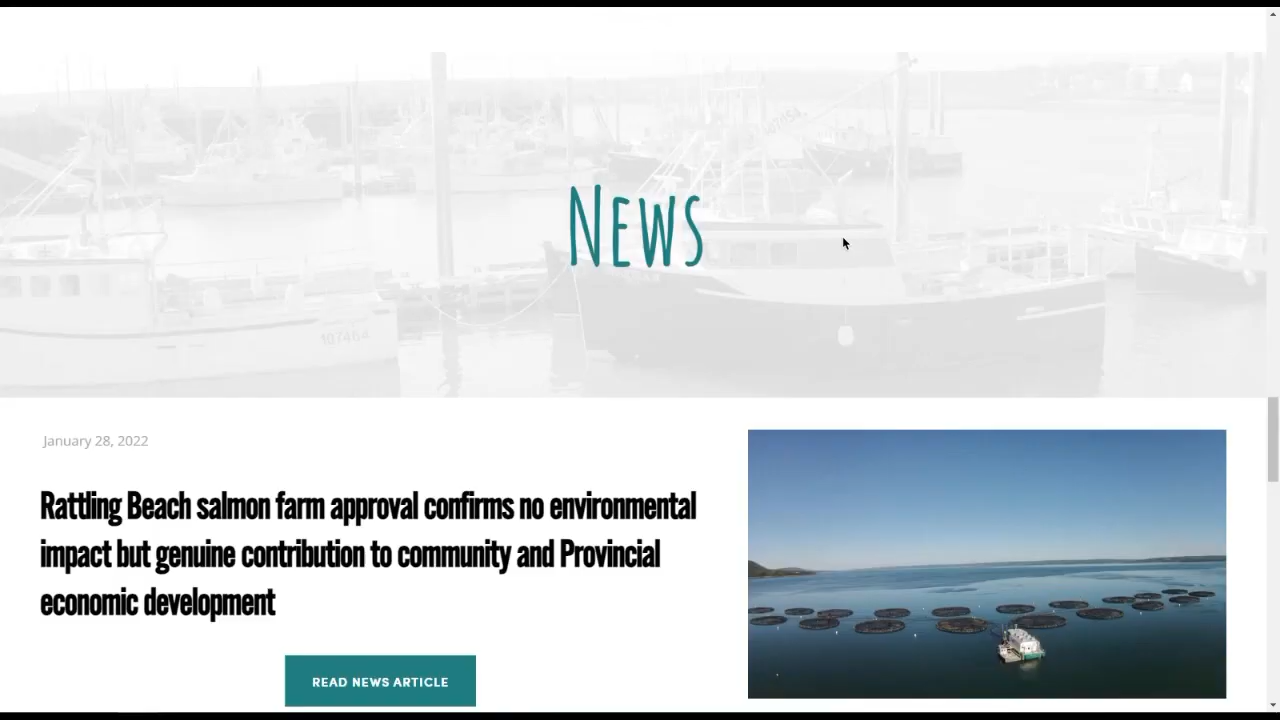 News
107464
January 28, 2022
Rattling Beach salmon farm approval confirms no environmental
impact but genuine contribution to community and Provincial
economic development
READ NEWS ARTICLE